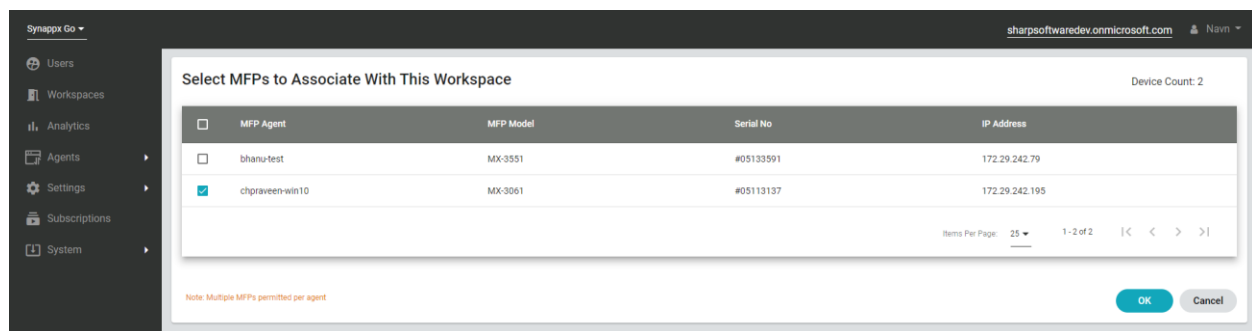 Synappx Go
sharpsoftwaredev.onmicrosoft.com Navn
Users
Workspaces
Analytics
Agents
Settings
Subscriptions
System
Select MFPs to Associate With This Workspace
Device Count: 2
MFP Agent MFP Model Serial No IP Address
bhanu-test MX-3551 #05133591 172.29.242.79
chpraveen-win10 MX-3061 #05113137 172.29.242.195
Items Per Page: 25 1 - 2 of 2
Note: Multiple MFPs permitted per agent
OK Cancel